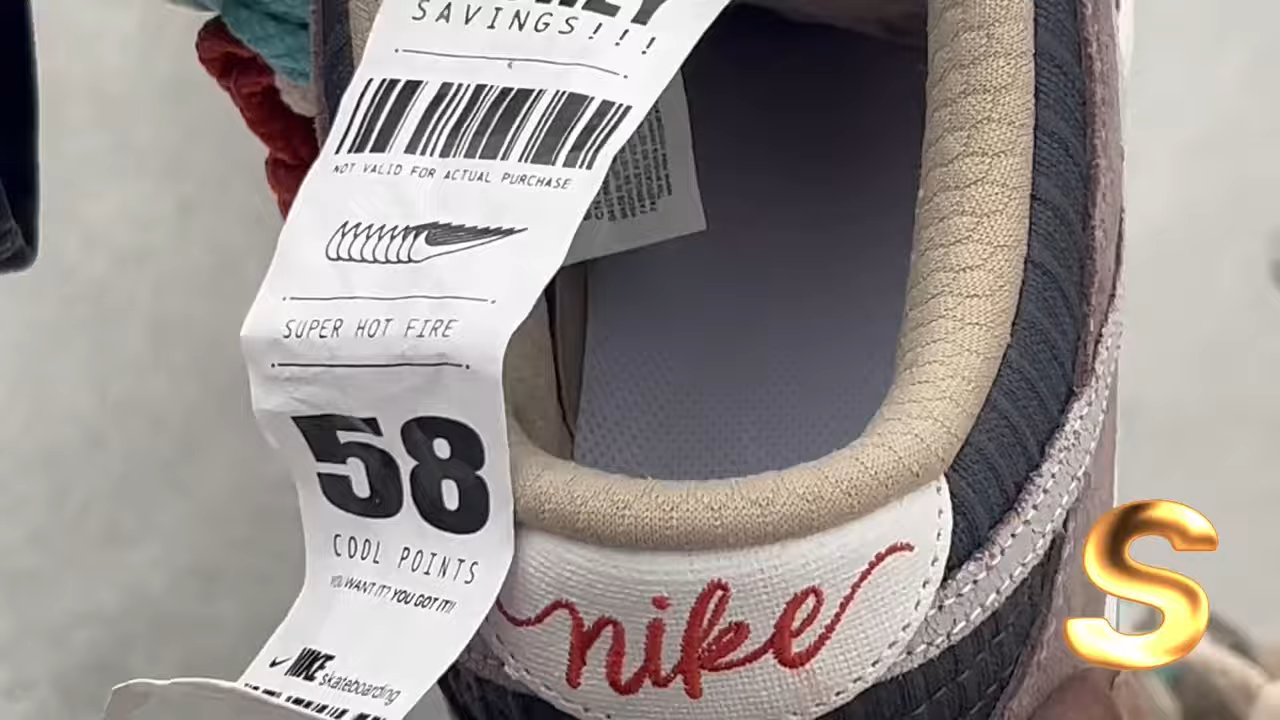 SAVINGS!!!
NOT VALID FOR ACTUAL PURCHASE
SUPER HOT FIRE
58
COOL POINTS
YOU WANT IT? YOU GOT IT!!
NIKE
skateboarding
nike
S